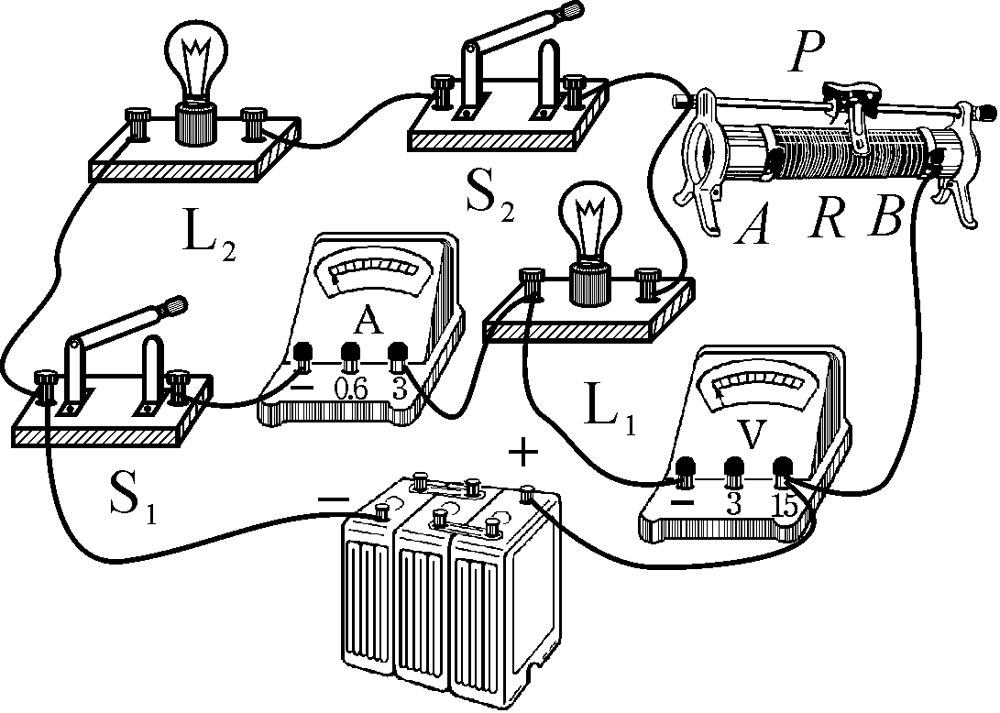 P
A R B
S₂
L₂
A
− 0.6 3
L₁
V
− 3 15
S₁
− +